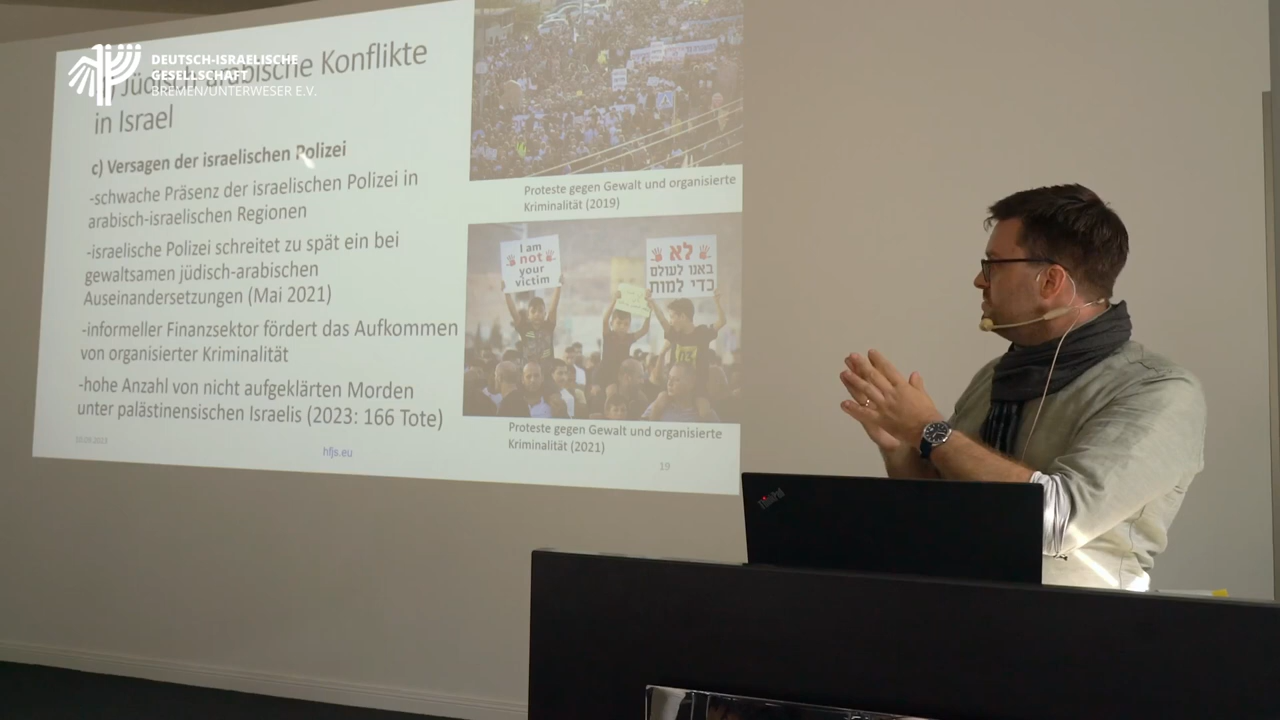 DEUTSCH-ISRAELISCHE
GESELLSCHAFT
BREMEN/UNTERWESER E.V.
Jüdisch-arabische Konflikte
in Israel
c) Versagen der israelischen Polizei
-schwache Präsenz der israelischen Polizei in
arabisch-israelischen Regionen
-israelische Polizei schreitet zu spät ein bei
gewaltsamen jüdisch-arabischen
Auseinandersetzungen (Mai 2021)
-informeller Finanzsektor fördert das Aufkommen
von organisierter Kriminalität
-hohe Anzahl von nicht aufgeklärten Morden
unter palästinensischen Israelis (2023: 166 Tote)
hfjs.eu
Proteste gegen Gewalt und organisierte
Kriminalität (2019)
I am
not
your
victim
לא
באנו לעולם
כדי למות
Proteste gegen Gewalt und organisierte
Kriminalität (2021)
19
ThinkPad